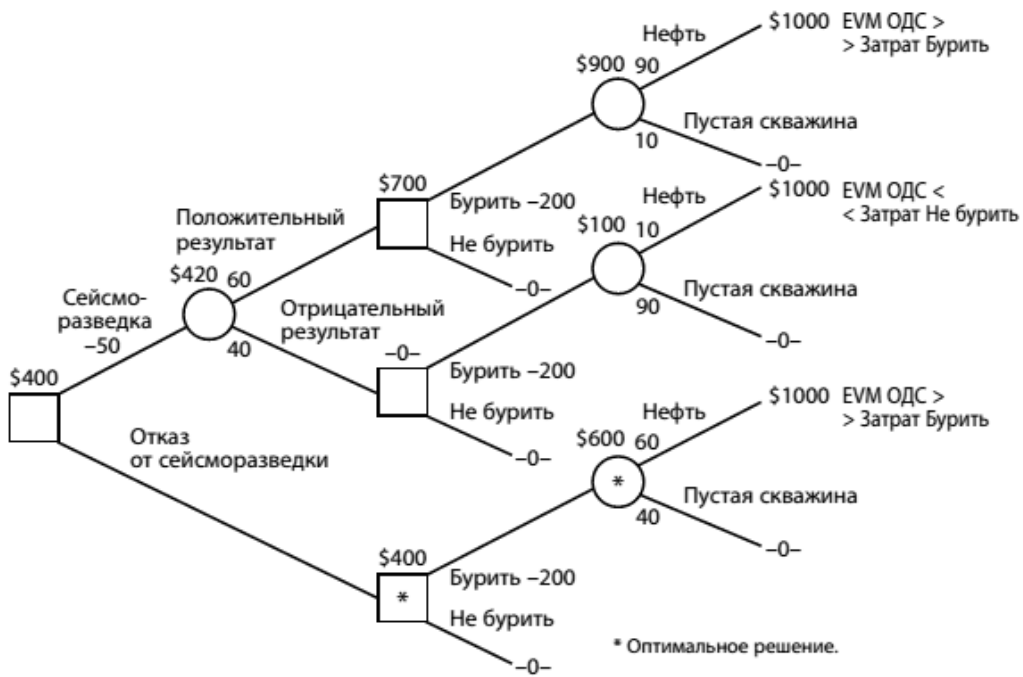 $1000 EVM ОДС >
> Затрат Бурить
Нефть
$900 90
Пустая скважина
10
–0–
$700
Бурить –200
Не бурить
–0–
Положительный
результат
Нефть
$1000 EVM ОДС <
< Затрат Не бурить
$100 10
Пустая скважина
90
–0–
$420 60
Сейсмо-
разведка
–50
40
Отрицательный
результат
–0–
Бурить –200
Не бурить
–0–
$400
Отказ
от сейсморазведки
Нефть
$1000 EVM ОДС >
> Затрат Бурить
$600 60
*
Пустая скважина
40
–0–
$400
*
Бурить –200
Не бурить
–0–
* Оптимальное решение.